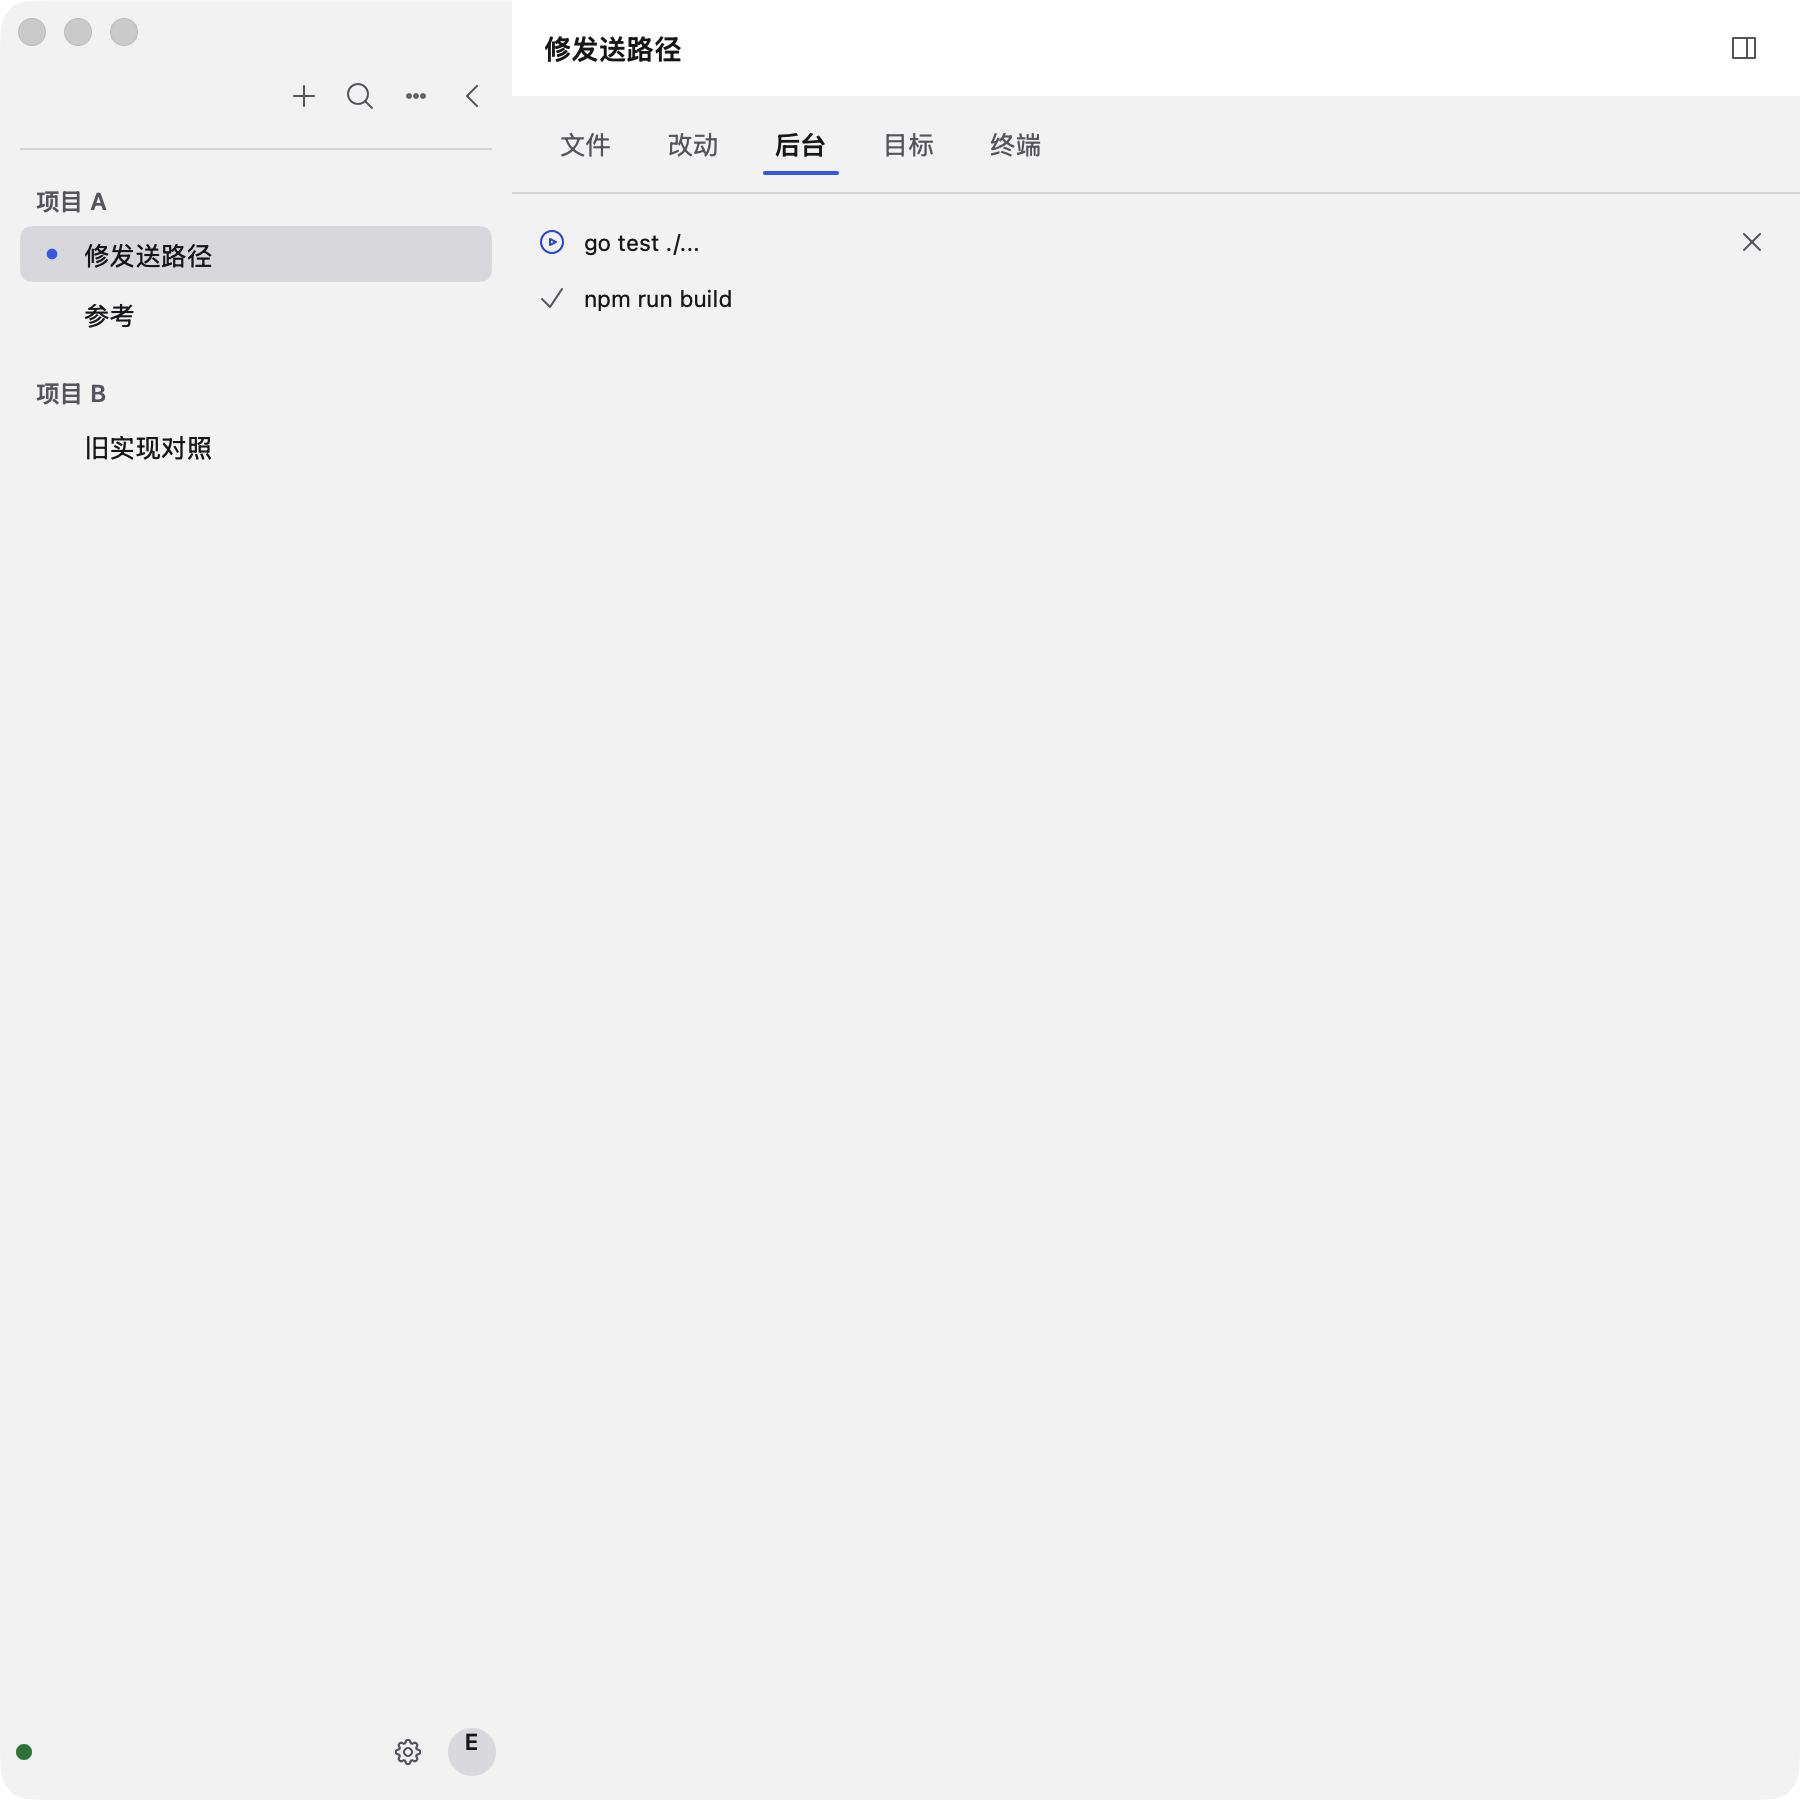 修发送路径
项目 A
修发送路径
参考
项目 B
旧实现对照
E
文件 改动 后台 目标 终端
go test ./...
npm run build